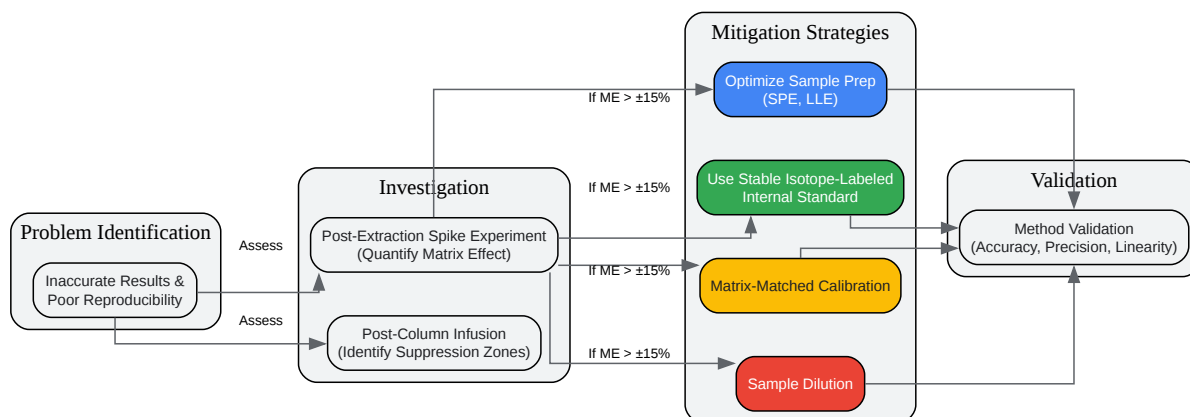 Problem Identification
Inaccurate Results &
Poor Reproducibility
Assess
Assess
Investigation
Post-Extraction Spike Experiment
(Quantify Matrix Effect)
Post-Column Infusion
(Identify Suppression Zones)
If ME > ±15%
If ME > ±15%
If ME > ±15%
If ME > ±15%
Mitigation Strategies
Optimize Sample Prep
(SPE, LLE)
Use Stable Isotope-Labeled
Internal Standard
Matrix-Matched Calibration
Sample Dilution
Validation
Method Validation
(Accuracy, Precision, Linearity)